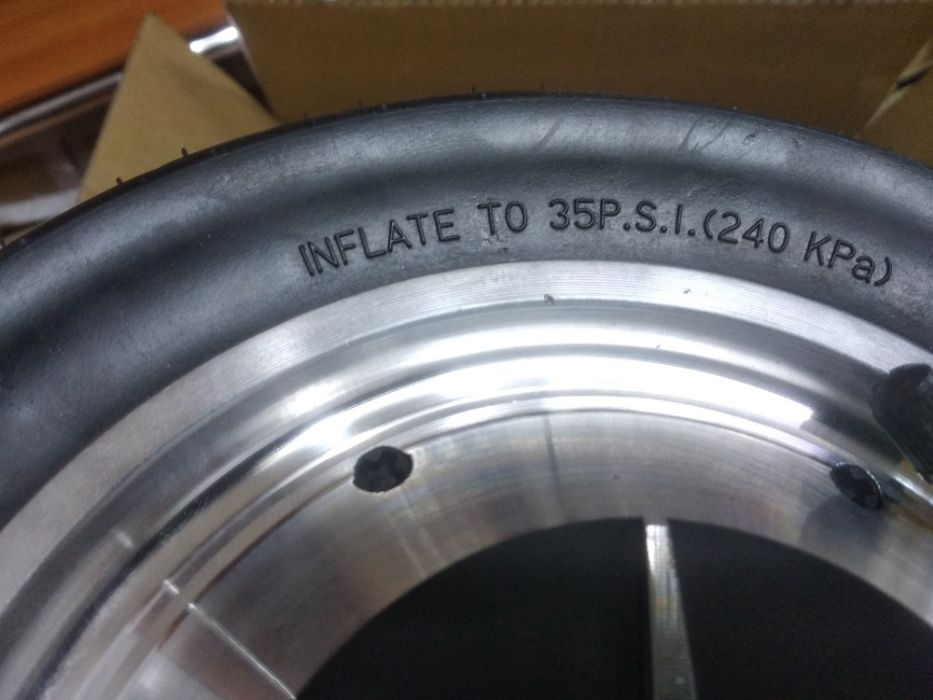 INFLATE TO 35P.S.I.(240 KPa)